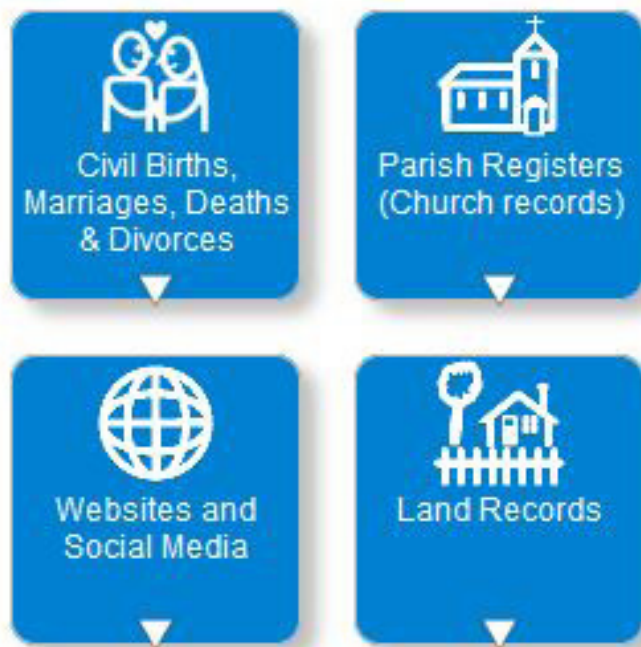 Civil Births,
Marriages, Deaths
& Divorces
Parish Registers
(Church records)
Websites and
Social Media
Land Records